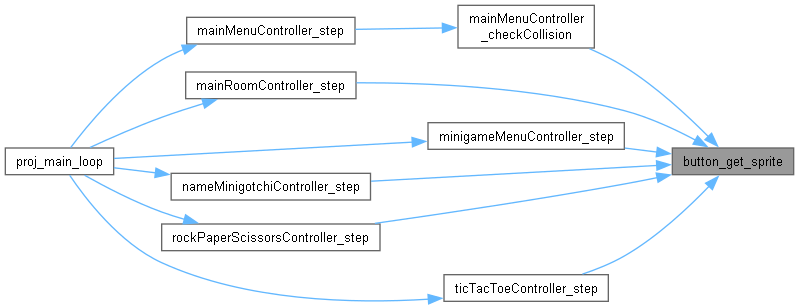 mainMenuController_step
mainMenuController
_checkCollision
mainRoomController_step
minigameMenuController_step
proj_main_loop
button_get_sprite
nameMinigotchiController_step
rockPaperScissorsController_step
ticTacToeController_step